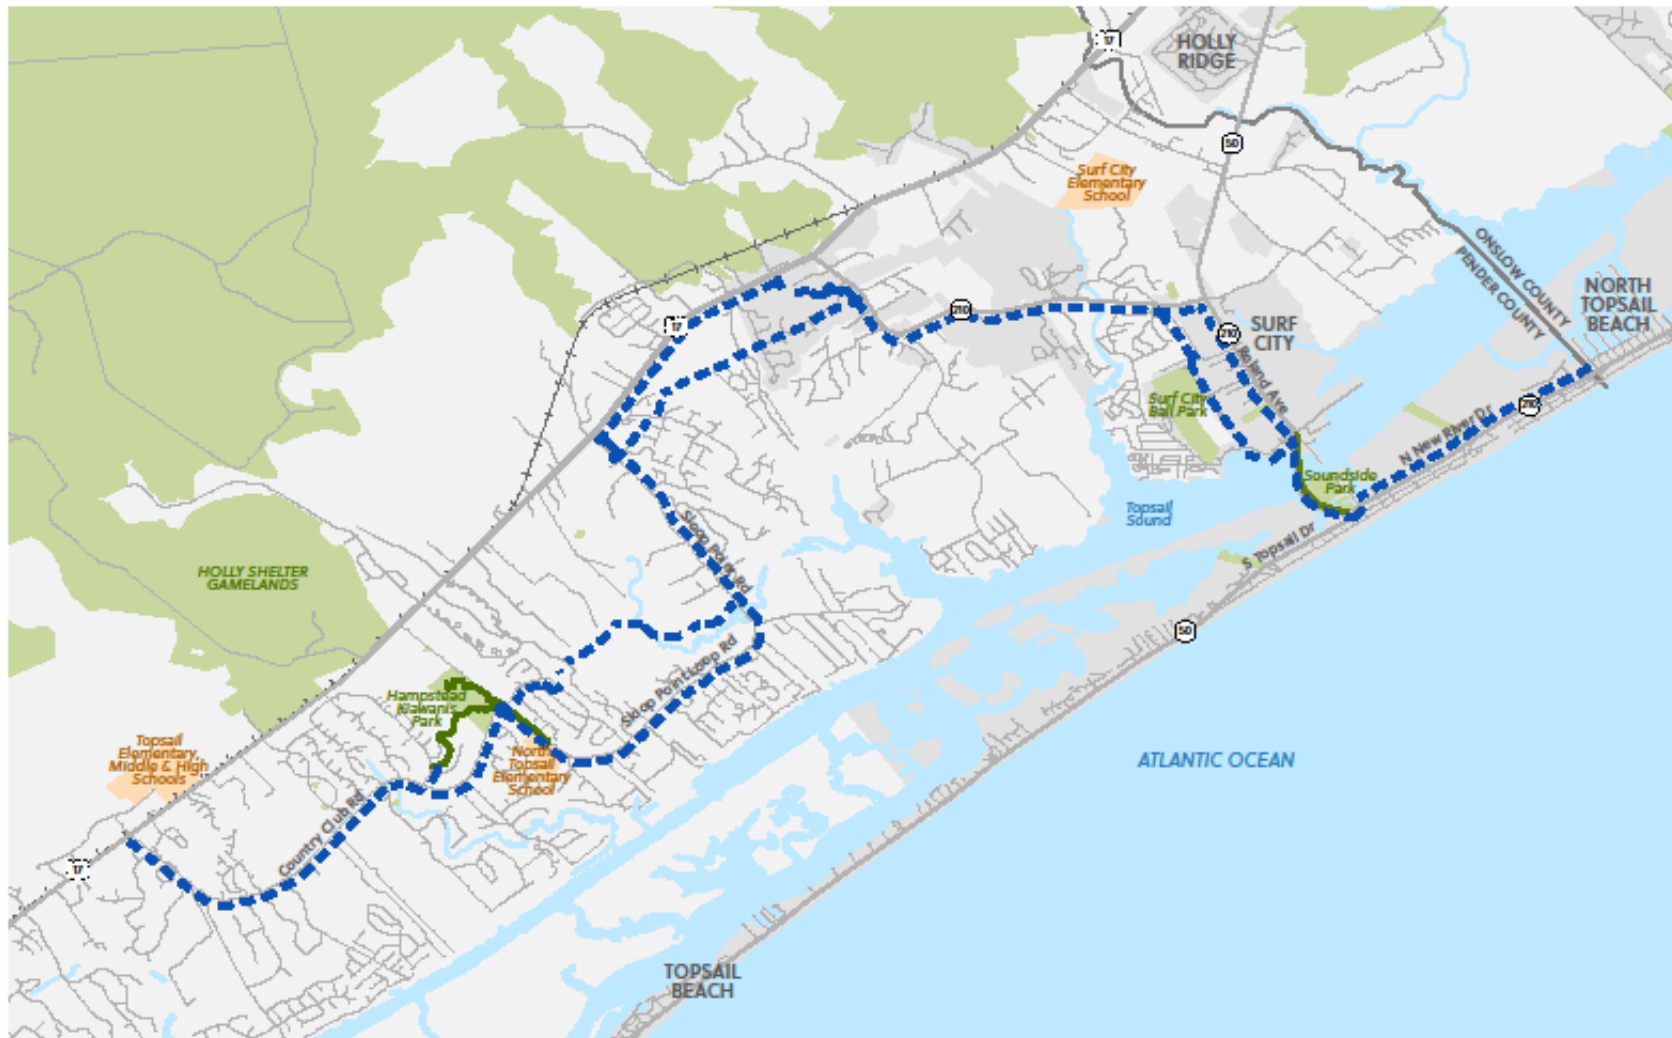 17
HOLLY
RIDGE
50
Surf City
Elementary
School
ONSLOW COUNTY
PENDER COUNTY
NORTH
TOPSAIL
BEACH
17
210
210
SURF
CITY
Roland Ave
Surf City
Ball Park
210
N New River Dr
Soundside
Park
Topsail
Sound
S Topsail Dr
Sloop Point Rd
HOLLY SHELTER
GAMELANDS
50
Sloop Point Loop Rd
Hampstead
Kiawanis
Park
Topsail
Elementary,
Middle & High
Schools
North
Topsail
Elementary
School
ATLANTIC OCEAN
Country Club Rd
17
TOPSAIL
BEACH